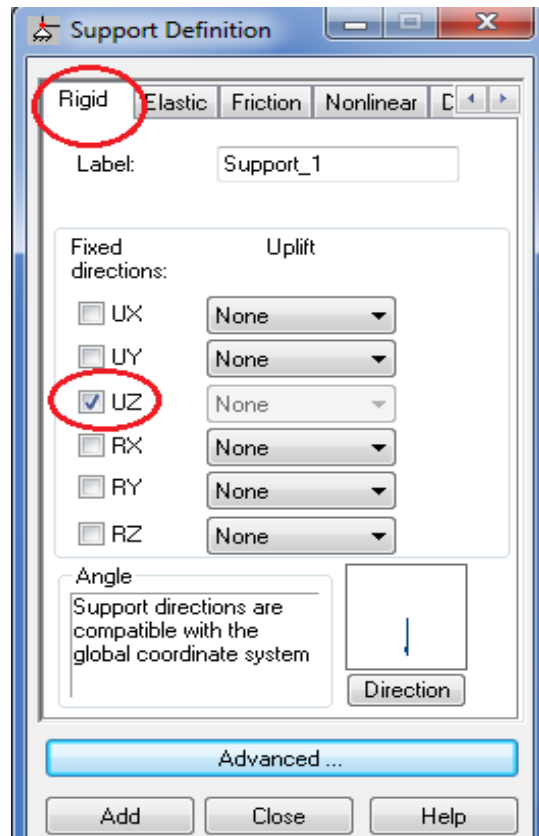 Support Definition
Rigid Elastic Friction Nonlinear
Label: Support_1
Fixed directions: Uplift
UX None
UY None
UZ None
RX None
RY None
RZ None
Angle
Support directions are
compatible with the
global coordinate system
Direction
Advanced ...
Add Close Help